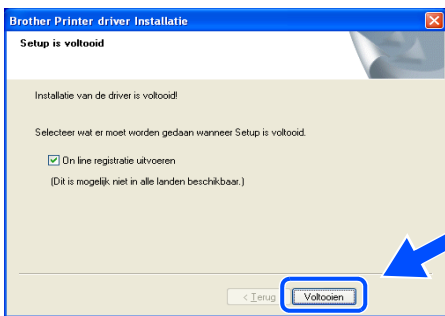 Brother Printer driver Installatie
Setup is voltooid
Installatie van de driver is voltooid!
Selecteer wat er moet worden gedaan wanneer Setup is voltooid.
On line registratie uitvoeren
(Dit is mogelijk niet in alle landen beschikbaar.)
< Terug
Voltooien